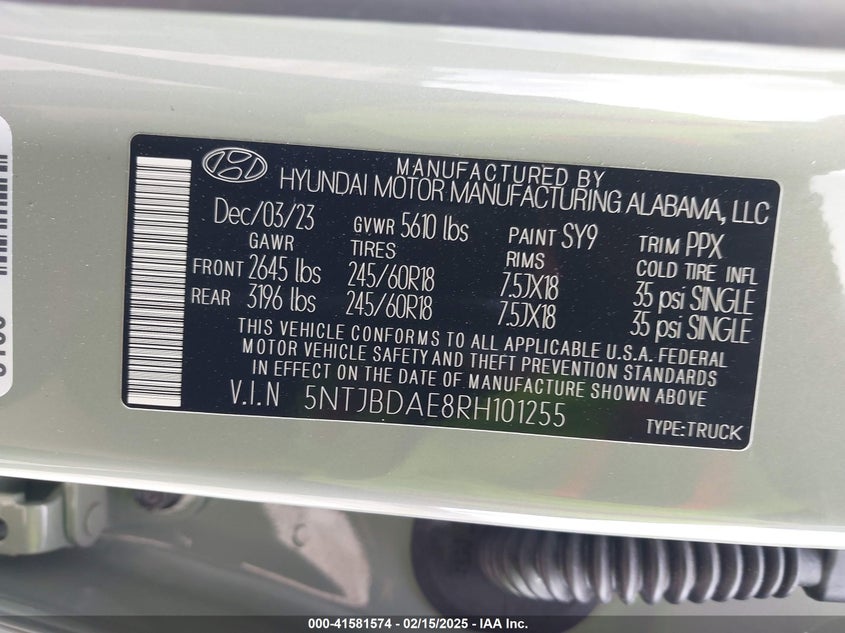 MANUFACTURED BY
HYUNDAI MOTOR MANUFACTURING ALABAMA, LLC
Dec/03/23 GVWR 5610 lbs PAINT SY9 TRIM PPX
GAWR TIRES RIMS COLD TIRE INFL
FRONT 2645 lbs 245/60R18 7.5JX18 35 psi SINGLE
REAR 3196 lbs 245/60R18 7.5JX18 35 psi SINGLE
THIS VEHICLE CONFORMS TO ALL APPLICABLE U.S.A. FEDERAL
MOTOR VEHICLE SAFETY AND THEFT PREVENTION STANDARDS
IN EFFECT ON THE DATE OF MANUFACTURE SHOWN ABOVE
V.I.N 5NTJBDAE8RH101255
TYPE:TRUCK
000-41581574 - 02/15/2025 - IAA Inc.